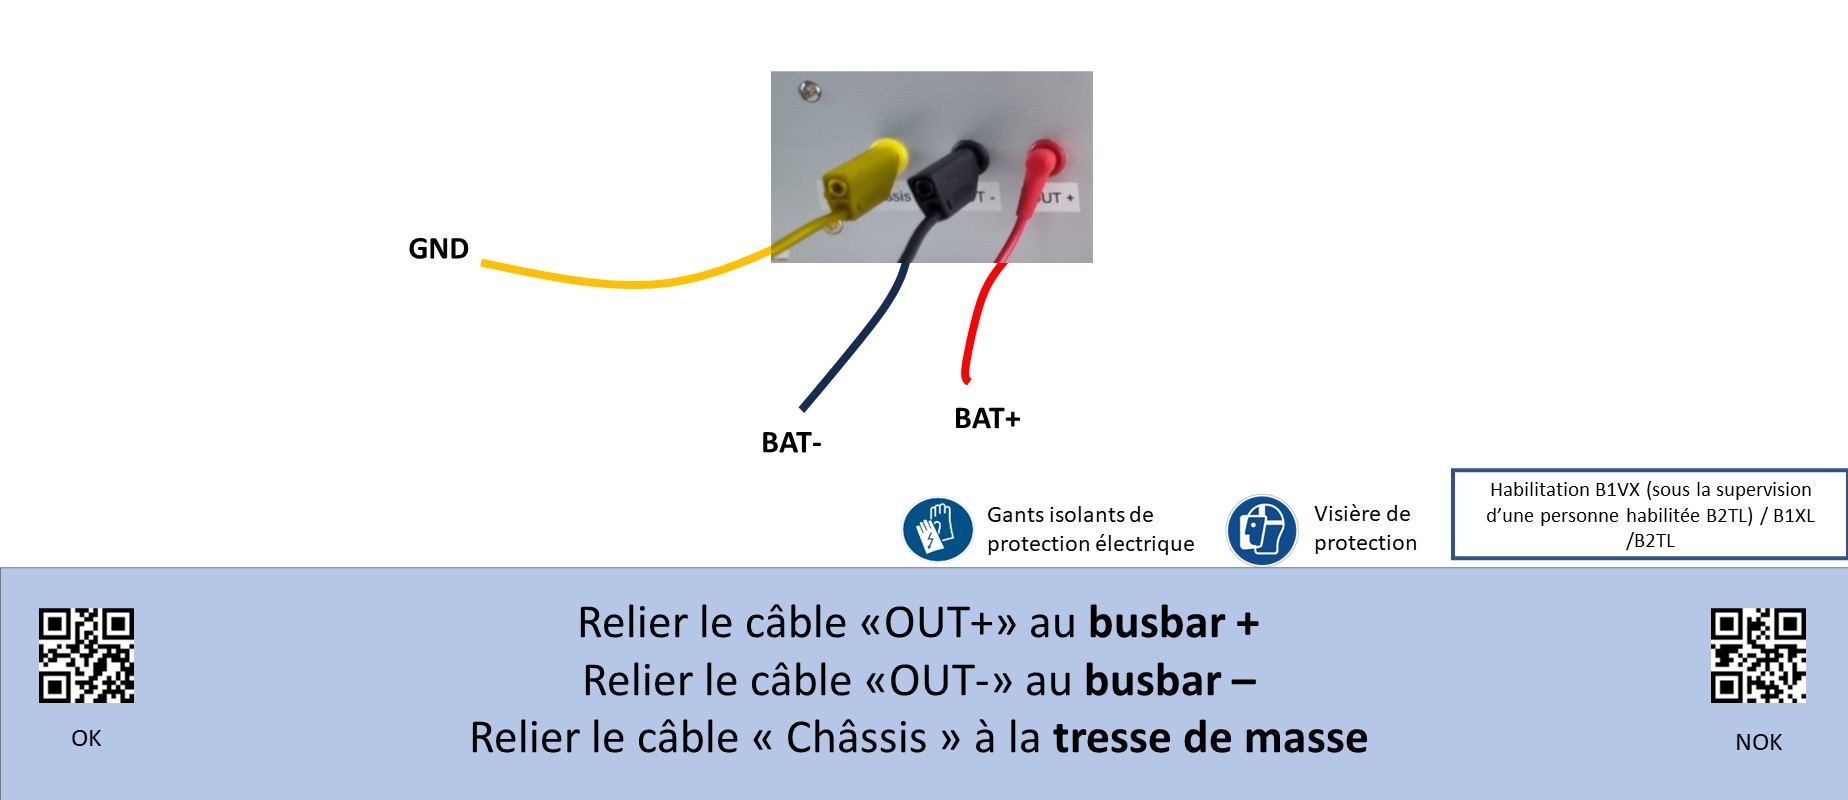 ssis
T -
UT +
GND
BAT-
BAT+
Gants isolants de
protection électrique
Visière de
protection
Habilitation B1VX (sous la supervision
d’une personne habilitée B2TL) / B1XL
/B2TL
Relier le câble «OUT+» au busbar +
Relier le câble «OUT-» au busbar –
Relier le câble « Châssis » à la tresse de masse
OK
NOK